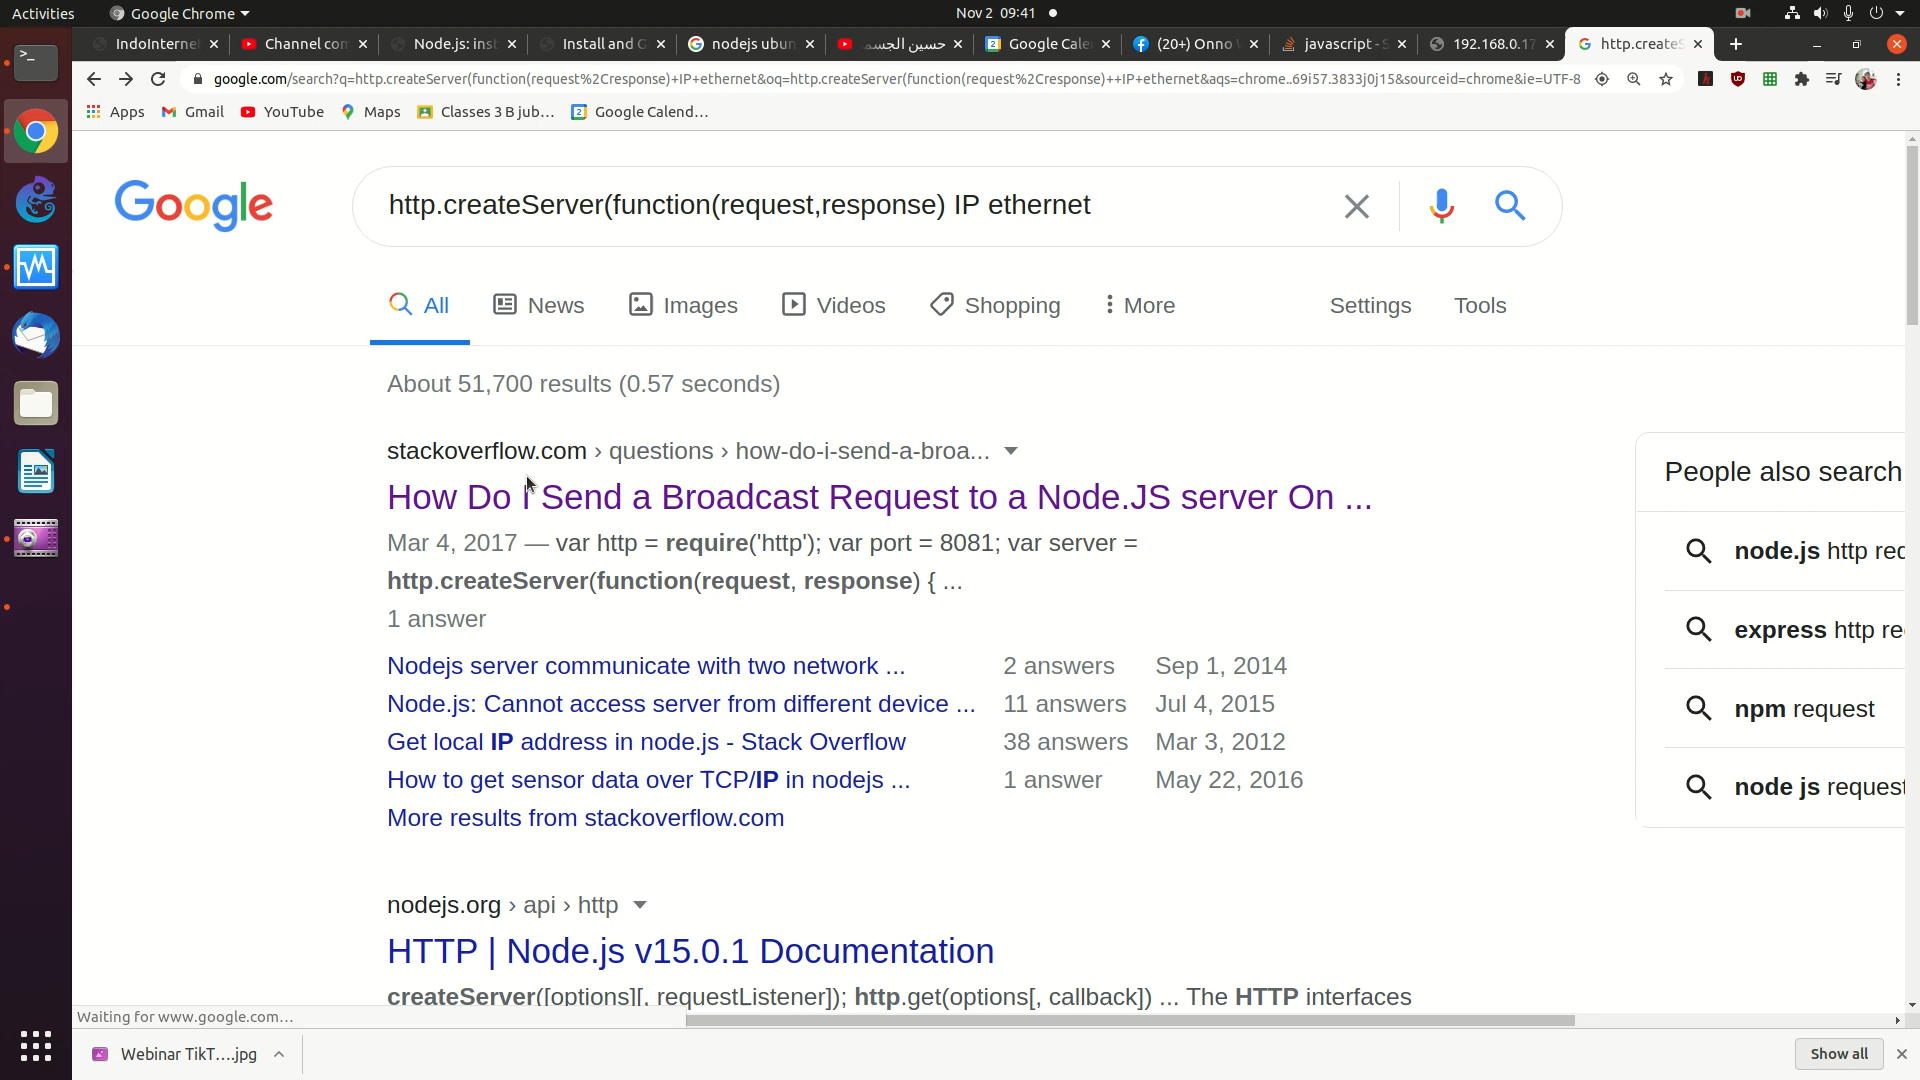 Activities
Google Chrome
Nov 2 09:41
IndoInterne
Channel con
Node.js: inst
Install and C
nodejs ubun
حسين الجسم
Google Cale
(20+) Onno
javascript - S
192.168.0.17
http.createS
google.com/search?q=http.createServer(function(request%2Cresponse)+IP+ethernet&oq=http.createServer(function(request%2Cresponse)++IP+ethernet&aqs=chrome..69i57.3833j0j15&sourceid=chrome&ie=UTF-8
Apps
Gmail
YouTube
Maps
Classes 3 B jub...
Google Calend...
Google
http.createServer(function(request,response) IP ethernet
All
News
Images
Videos
Shopping
More
Settings
Tools
About 51,700 results (0.57 seconds)
stackoverflow.com › questions › how-do-i-send-a-broa...
How Do I Send a Broadcast Request to a Node.JS server On ...
Mar 4, 2017 — var http = require('http'); var port = 8081; var server =
http.createServer(function(request, response) { ...
1 answer
Nodejs server communicate with two network ... 2 answers Sep 1, 2014
Node.js: Cannot access server from different device ... 11 answers Jul 4, 2015
Get local IP address in node.js - Stack Overflow 38 answers Mar 3, 2012
How to get sensor data over TCP/IP in nodejs ... 1 answer May 22, 2016
More results from stackoverflow.com
People also search
node.js http rec
express http re
npm request
node js request
nodejs.org › api › http
HTTP | Node.js v15.0.1 Documentation
createServer([options][, requestListener]); http.get(options[, callback]) ... The HTTP interfaces
Waiting for www.google.com...
Webinar TikT....jpg
Show all